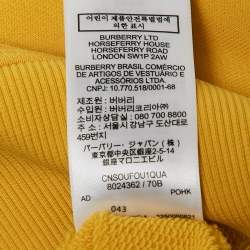 어린이 제품안전특별법에
의한 표시
BURBERRY LTD
HORSEFERRY HOUSE
HORSEFERRY ROAD
LONDON SW1P 2AW
BURBERRY BRASIL COMÉRCIO
DE ARTIGOS DE VESTUÁRIO E
ACESSÓRIOS LTDA.
CNPJ: 10.770.518/0001-68
제조원 : 버버리
수입원 : 버버리코리아(주)
소비자상담실 : 080 700 8800
주소 : 서울시 강남구 도산대로
459번지
バーバリー・ジャパン(株)
東京都中央区銀座2-5-14
銀座マロニエビル
CNSOUFOU1QUA
8024362 / 70B
AD POHK
043